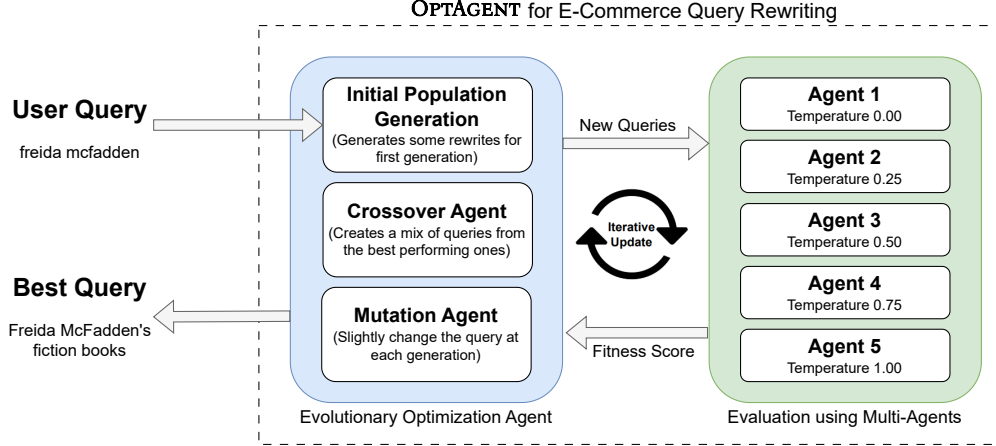 OPTAGENT for E-Commerce Query Rewriting
User Query
freida mcfadden
Best Query
Freida McFadden's
fiction books
Initial Population
Generation
(Generates some rewrites for
first generation)
Crossover Agent
(Creates a mix of queries from
the best performing ones)
Mutation Agent
(Slightly change the query at
each generation)
Evolutionary Optimization Agent
New Queries
Iterative
Update
Fitness Score
Agent 1
Temperature 0.00
Agent 2
Temperature 0.25
Agent 3
Temperature 0.50
Agent 4
Temperature 0.75
Agent 5
Temperature 1.00
Evaluation using Multi-Agents